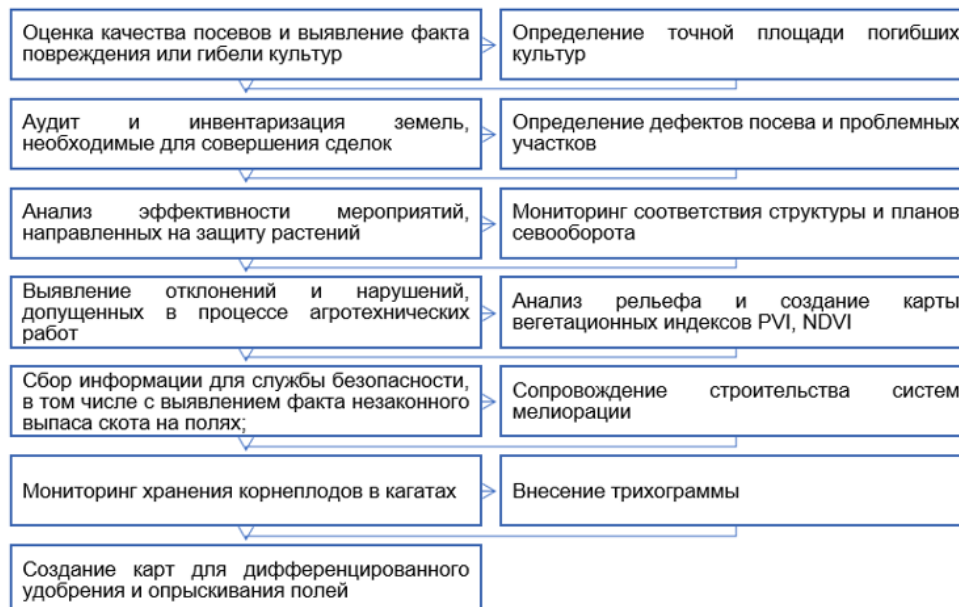 Оценка качества посевов и выявление факта
повреждения или гибели культур
Определение точной площади погибших
культур
Аудит и инвентаризация земель,
необходимые для совершения сделок
Определение дефектов посева и проблемных
участков
Анализ эффективности мероприятий,
направленных на защиту растений
Мониторинг соответствия структуры и планов
севооборота
Выявление отклонений и нарушений,
допущенных в процессе агротехнических
работ
Анализ рельефа и создание карты
вегетационных индексов PVI, NDVI
Сбор информации для службы безопасности,
в том числе с выявлением факта незаконного
выпаса скота на полях;
Сопровождение строительства систем
мелиорации
Мониторинг хранения корнеплодов в кагатах
Внесение трихограммы
Создание карт для дифференцированного
удобрения и опрыскивания полей